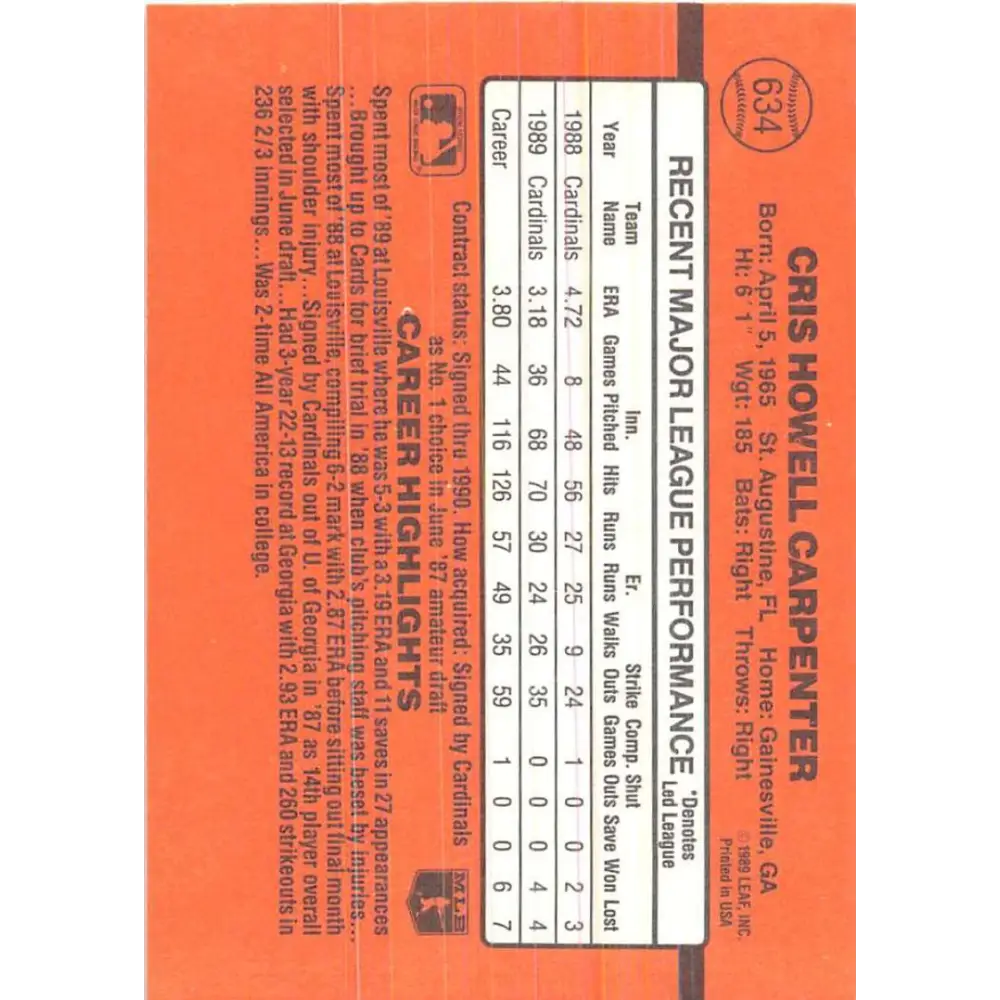 634
CRIS HOWELL CARPENTER
Born: April 5, 1965 St. Augustine, FL Home: Gainesville, GA
Ht: 6'1" Wgt: 185 Bats: Right Throws: Right
© 1989 LEAF, INC.
Printed in USA
RECENT MAJOR LEAGUE PERFORMANCE *Denotes Led League
Team Inn. Er. Strike Comp. Shut
Year Name ERA Games Pitched Hits Runs Runs Walks Outs Games Outs Save Won Lost
1988 Cardinals 4.72 8 48 56 27 25 9 24 1 0 0 2 3
1989 Cardinals 3.18 36 68 70 30 24 26 35 0 0 0 4 4
Career 3.80 44 116 126 57 49 35 59 1 0 0 6 7
Contract status: Signed thru 1990. How acquired: Signed by Cardinals
as No. 1 choice in June '87 amateur draft
MLB
CAREER HIGHLIGHTS
Spent most of '89 at Louisville where he was 5-3 with a 3.19 ERA and 11 saves in 27 appearances
...Brought up to Cards for brief trial in '88 when club's pitching staff was beset by injuries...
Spent most of '88 at Louisville, compiling 6-2 mark with 2.87 ERA before sitting out final month
with shoulder injury...Signed by Cardinals out of U. of Georgia in '87 as 14th player overall
selected in June draft...Had 3-year 22-13 record at Georgia with 2.93 ERA and 260 strikeouts in
236 2/3 innings...Was 2-time All America in college.